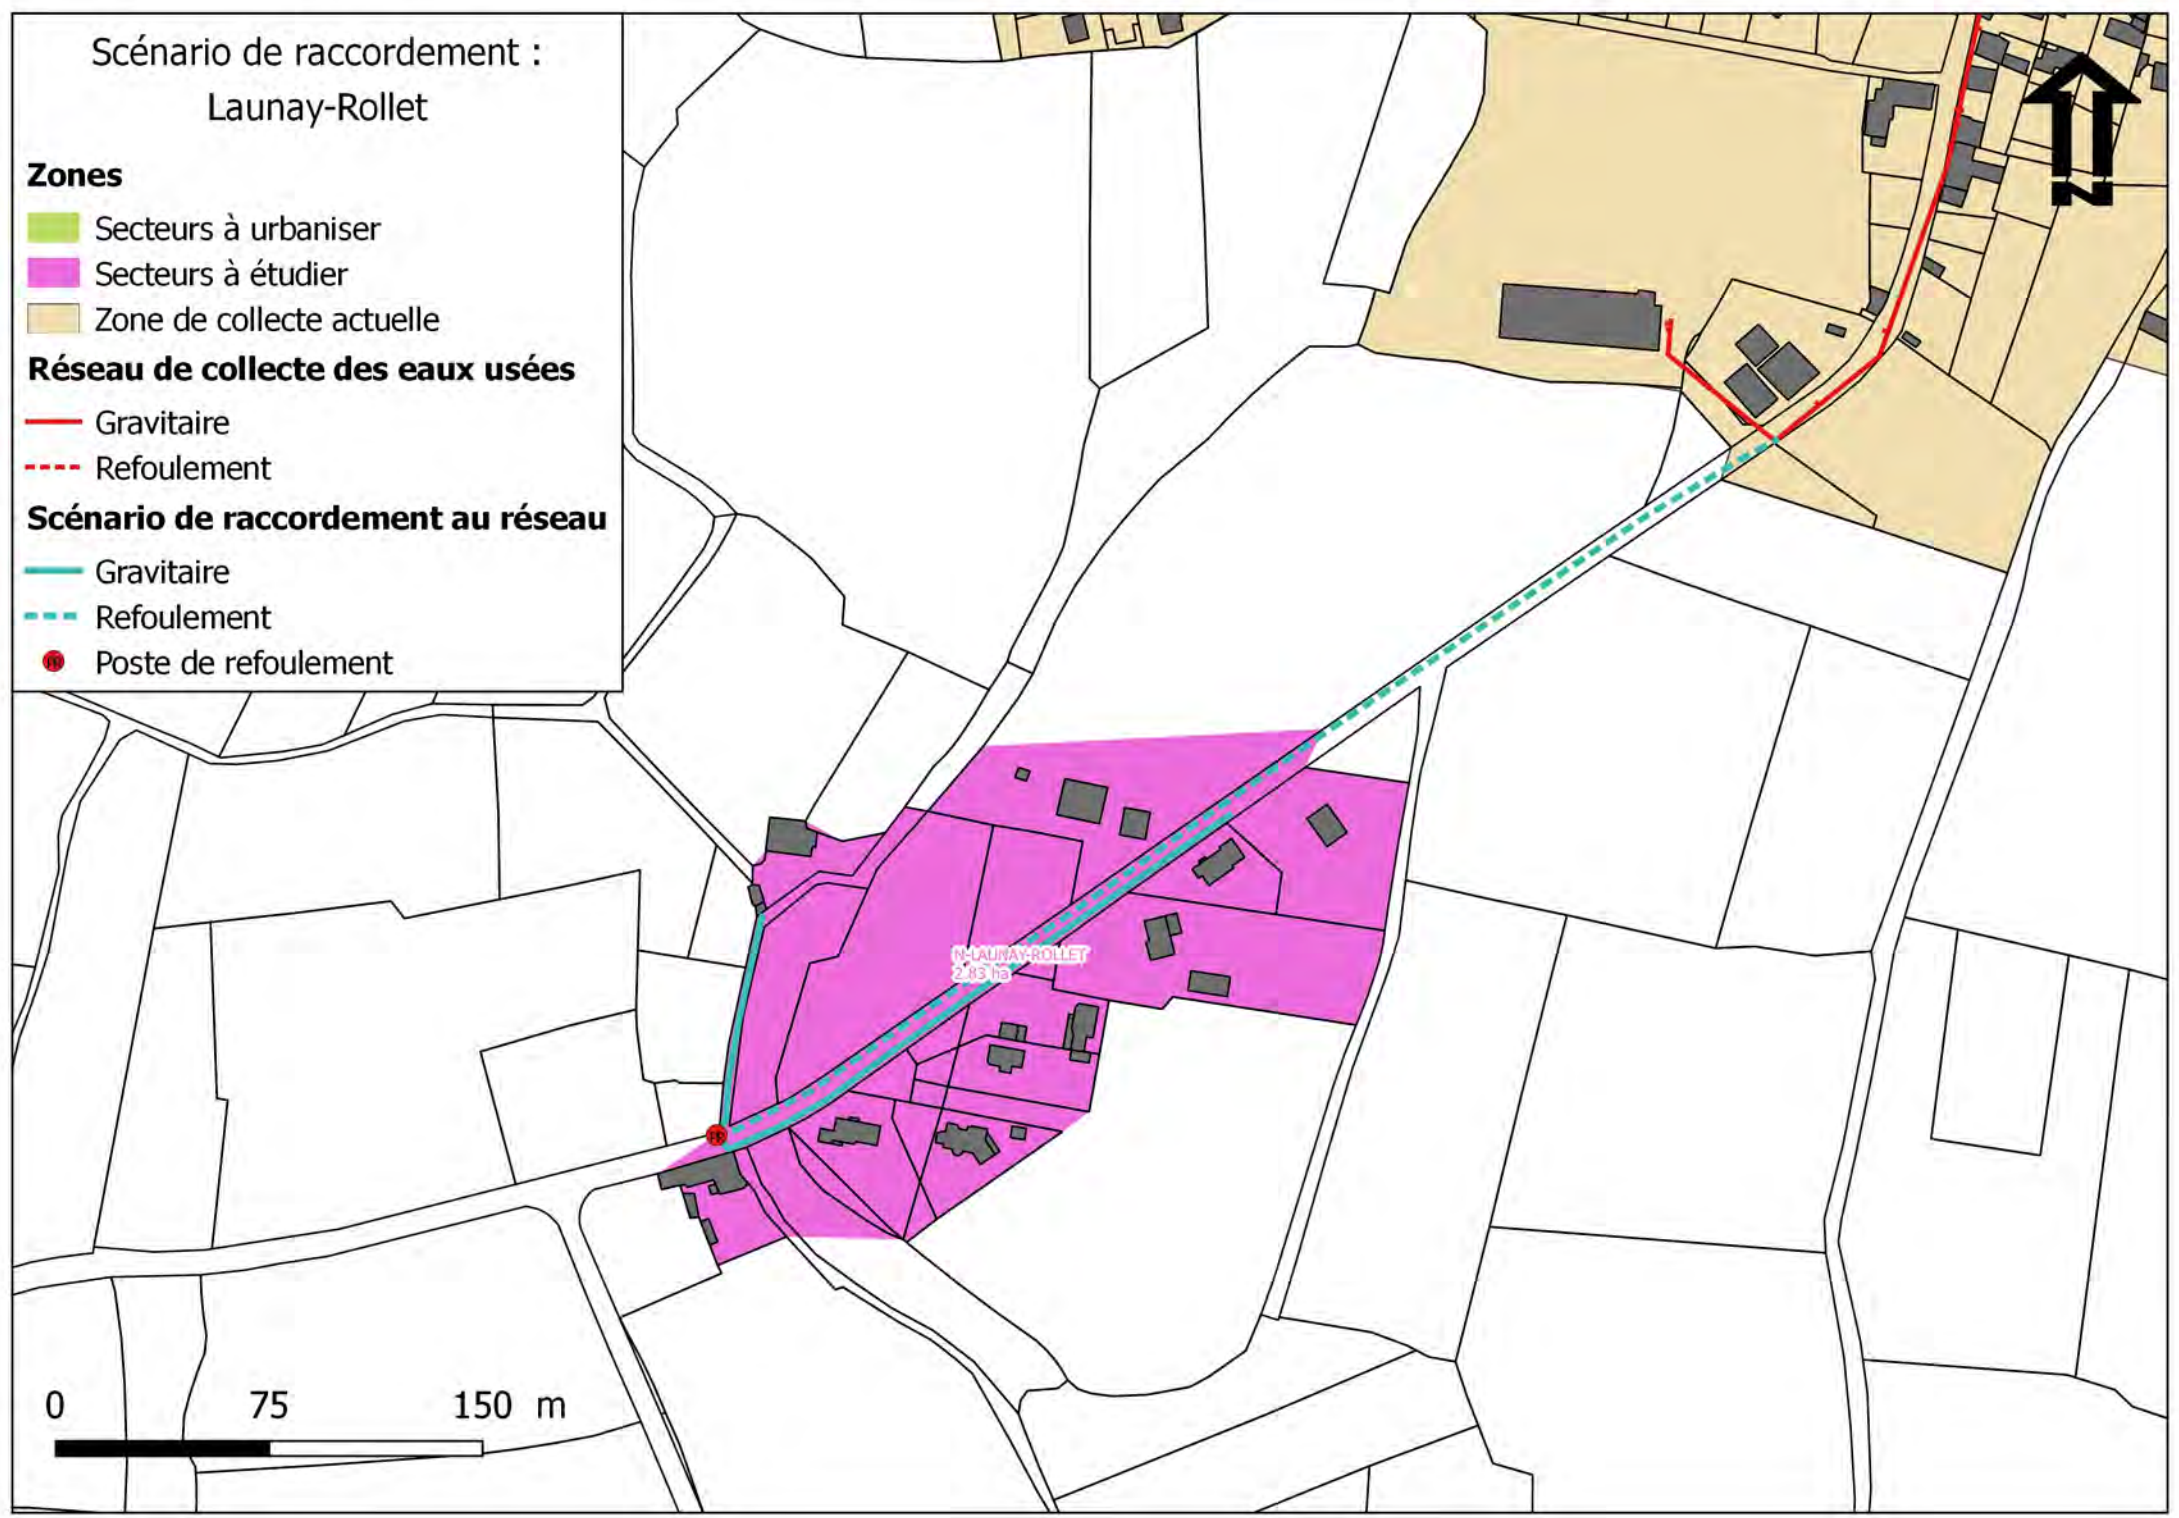 Scénario de raccordement :
Launay-Rollet
Zones
Secteurs à urbaniser
Secteurs à étudier
Zone de collecte actuelle
Réseau de collecte des eaux usées
Gravitaire
Refoulement
Scénario de raccordement au réseau
Gravitaire
Refoulement
PR Poste de refoulement
N
N-LAUNAY-ROLLET
2.83 ha
PR
0 75 150 m